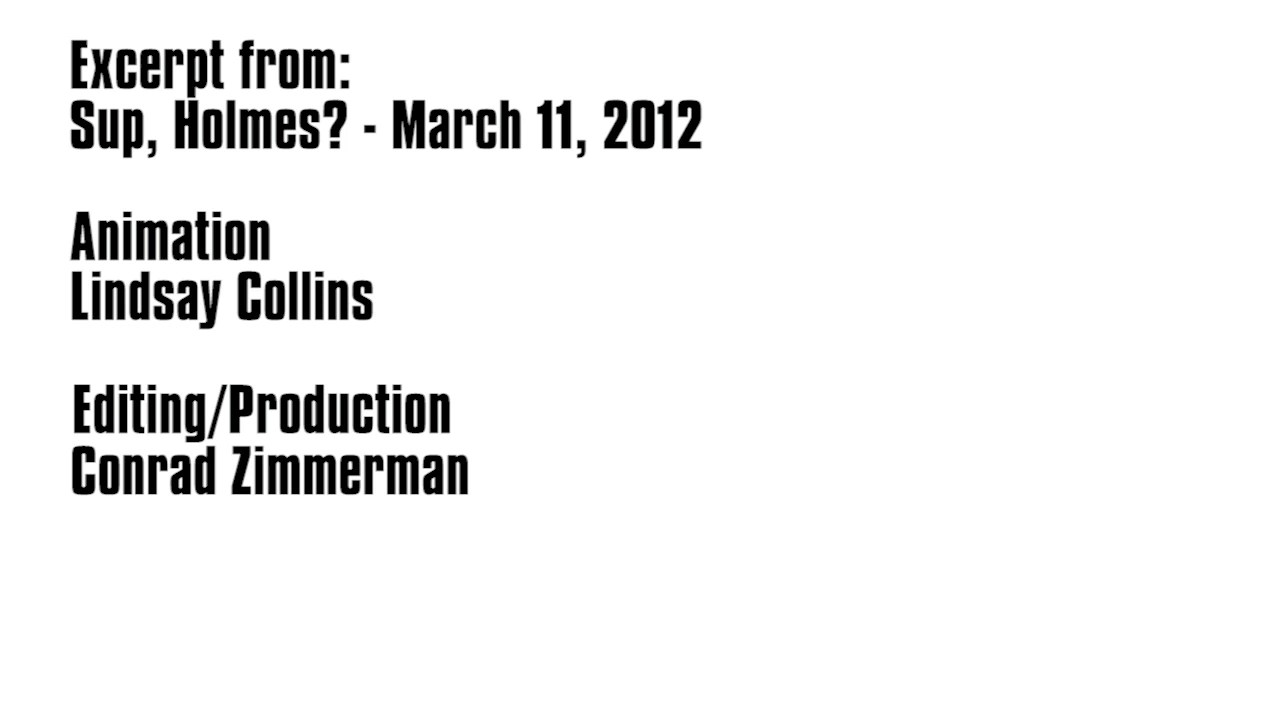 Excerpt from:
Sup, Holmes? - March 11, 2012
Animation
Lindsay Collins
Editing/Production
Conrad Zimmerman